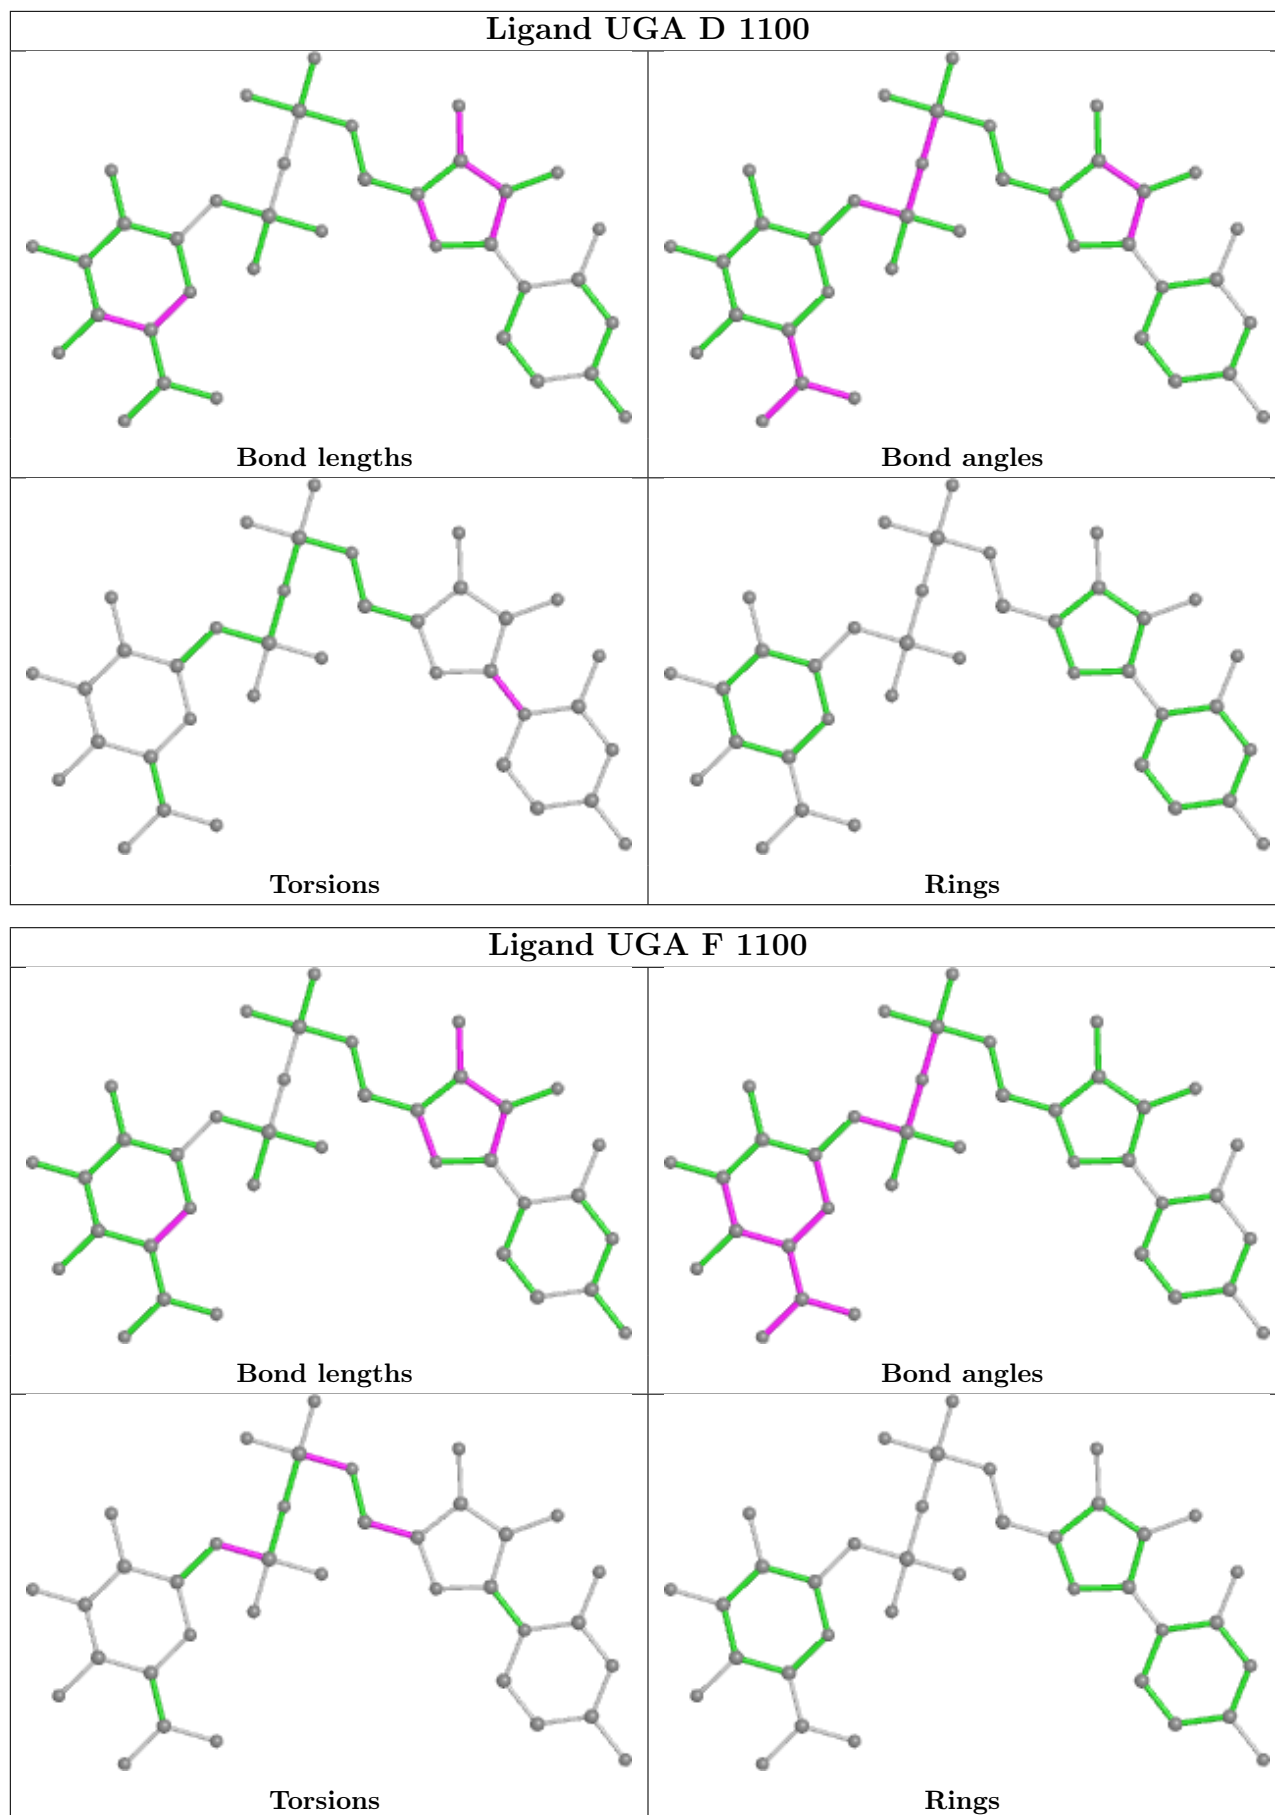 Ligand UGA D 1100
Bond lengths
Bond angles
Torsions
Rings
Ligand UGA F 1100
Bond lengths
Bond angles
Torsions
Rings